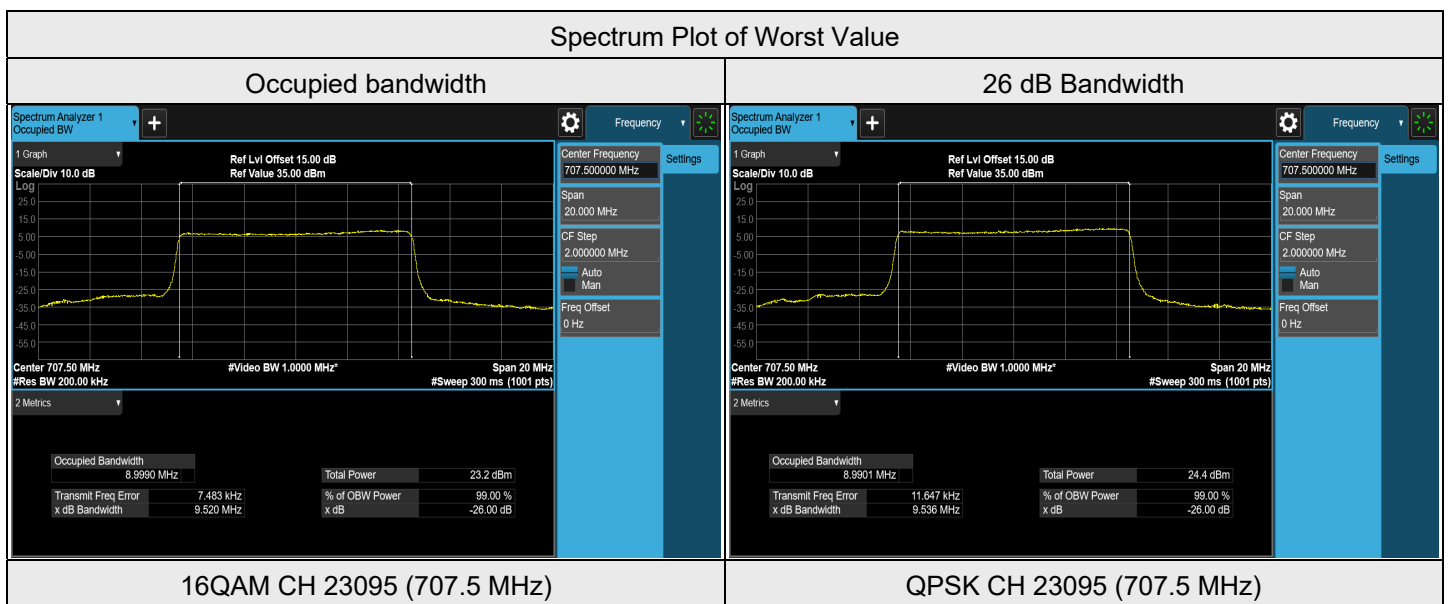 Spectrum Plot of Worst Value
Occupied bandwidth
26 dB Bandwidth
Spectrum Analyzer 1
Occupied BW
+
Frequency
1 Graph
Scale/Div 10.0 dB
Ref Lvl Offset 15.00 dB
Ref Value 35.00 dBm
Log
25.0
15.0
5.00
-5.00
-15.0
-25.0
-35.0
-45.0
-55.0
Center 707.50 MHz
#Res BW 200.00 kHz
#Video BW 1.0000 MHz*
Span 20 MHz
#Sweep 300 ms (1001 pts)
Center Frequency
707.500000 MHz
Settings
Span
20.000 MHz
CF Step
2.000000 MHz
Auto
Man
Freq Offset
0 Hz
2 Metrics
Occupied Bandwidth
8.9990 MHz
Total Power 23.2 dBm
Transmit Freq Error 7.483 kHz % of OBW Power 99.00 %
x dB Bandwidth 9.520 MHz x dB -26.00 dB
Spectrum Analyzer 1
Occupied BW
+
Frequency
1 Graph
Scale/Div 10.0 dB
Ref Lvl Offset 15.00 dB
Ref Value 35.00 dBm
Log
25.0
15.0
5.00
-5.00
-15.0
-25.0
-35.0
-45.0
-55.0
Center 707.50 MHz
#Res BW 200.00 kHz
#Video BW 1.0000 MHz*
Span 20 MHz
#Sweep 300 ms (1001 pts)
Center Frequency
707.500000 MHz
Settings
Span
20.000 MHz
CF Step
2.000000 MHz
Auto
Man
Freq Offset
0 Hz
2 Metrics
Occupied Bandwidth
8.9901 MHz
Total Power 24.4 dBm
Transmit Freq Error 11.647 kHz % of OBW Power 99.00 %
x dB Bandwidth 9.536 MHz x dB -26.00 dB
16QAM CH 23095 (707.5 MHz)
QPSK CH 23095 (707.5 MHz)